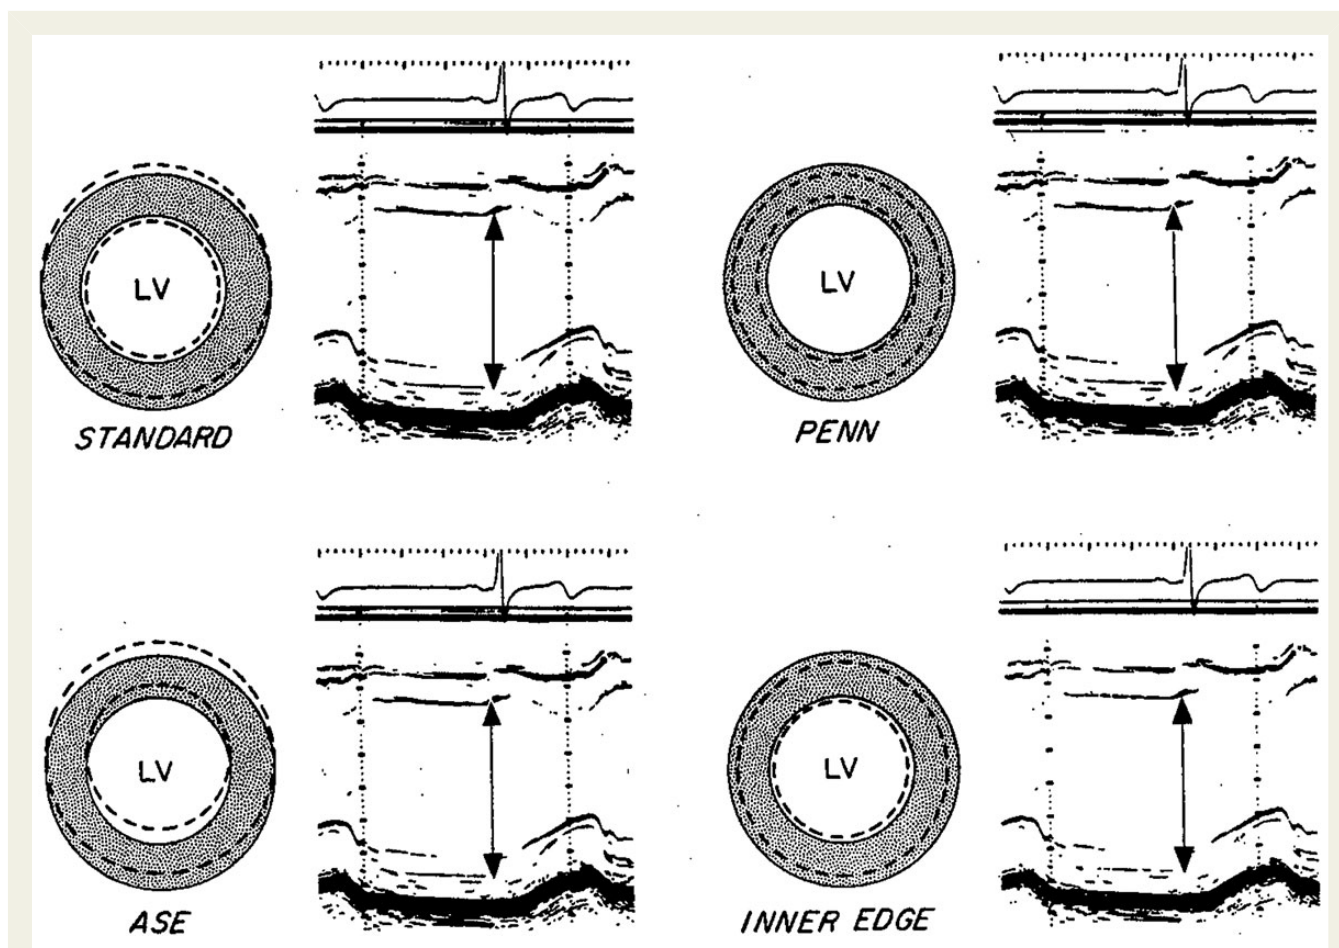 LV
STANDARD
LV
PENN
LV
ASE
LV
INNER EDGE